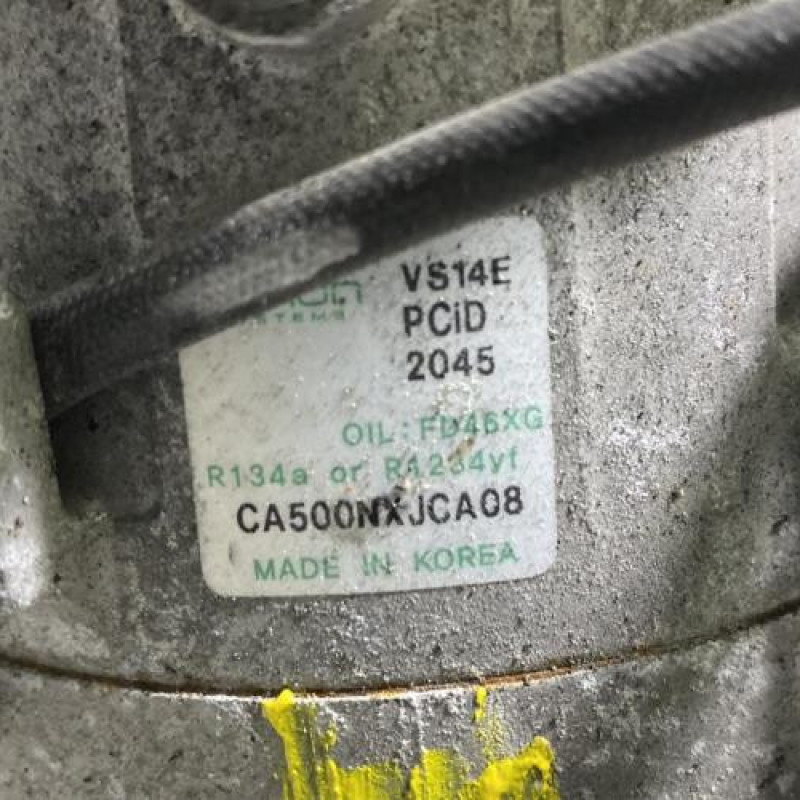 VS14E
PCiD
2045
OIL: FD46XG
R134a or R1234yf
CA500NXJCA08
MADE IN KOREA